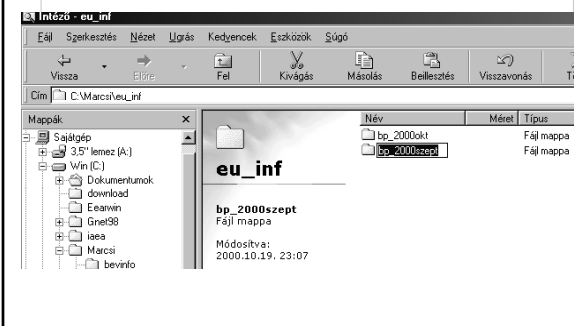 Intéző - eu_inf
Fájl Szerkesztés Nézet Ugrás Kedvencek Eszközök Súgó
Vissza Előre Fel Kivágás Másolás Beillesztés Visszavonás
Cím C:\Marcsi\eu_inf
Mappák
Sajátgép
3,5" lemez (A:)
Win (C:)
Dokumentumok
download
Eearwin
Gnet98
iaea
Marcsi
bevinfo
eu_inf
bp_2000szept
Fájl mappa
Módosítva:
2000.10.19. 23:07
Név Méret Típus
bp_2000okt Fájl mappa
bp_2000szept Fájl mappa